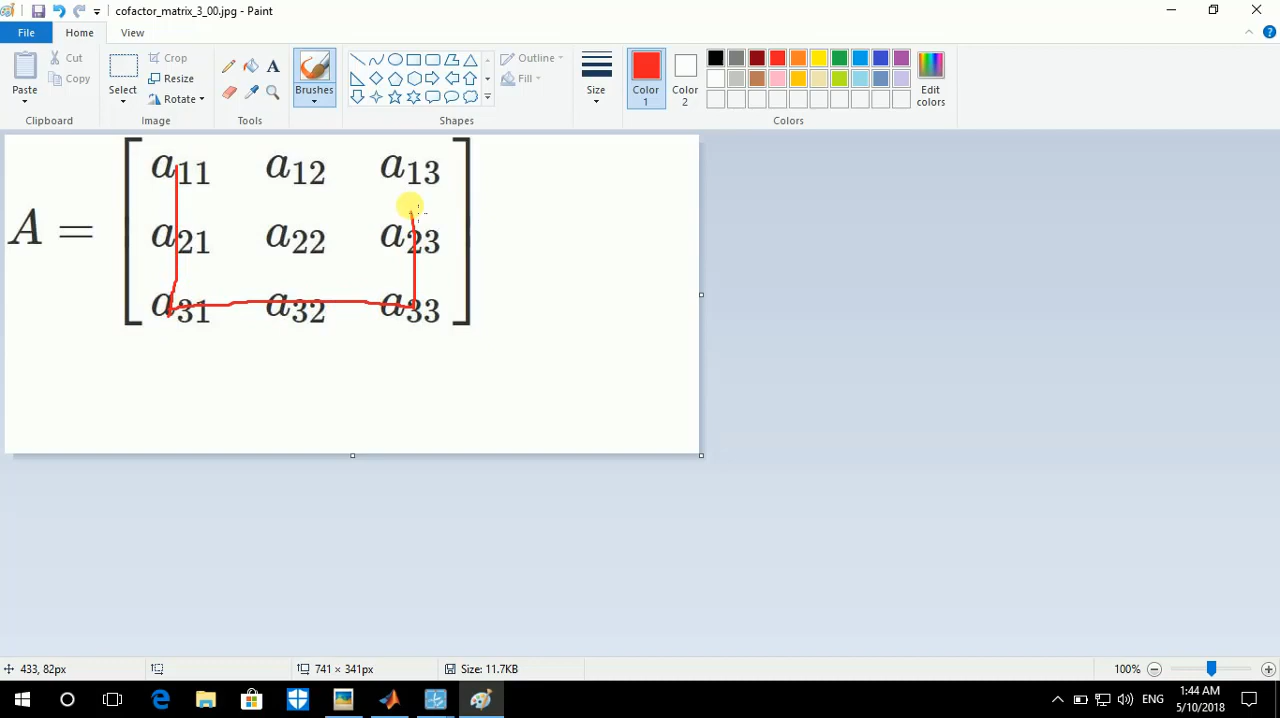 cofactor_matrix_3_00.jpg - Paint
File Home View
Paste Cut Copy
Select Crop Resize Rotate
A
Brushes
Outline
Fill
Size
Color 1
Color 2
Edit colors
Clipboard Image Tools Shapes Colors
a11 a12 a13
A = a21 a22 a23
a31 a32 a33
433, 82px 741 × 341px Size: 11.7KB 100%
ENG 1:44 AM
5/10/2018